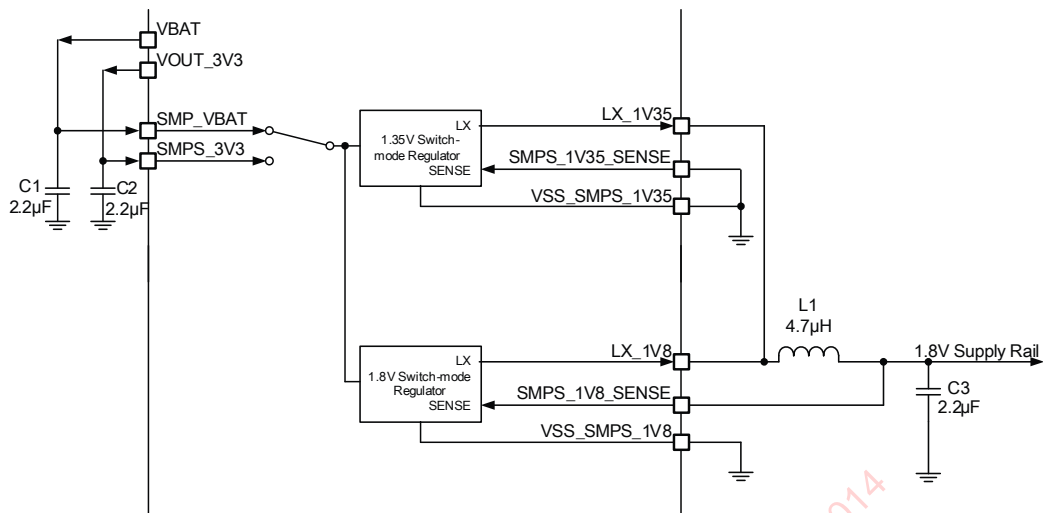 VBAT
VOUT_3V3
SMP_VBAT
SMPS_3V3
C1
2.2µF
C2
2.2µF
LX
1.35V Switch-
mode Regulator
SENSE
LX_1V35
SMPS_1V35_SENSE
VSS_SMPS_1V35
LX
1.8V Switch-mode
Regulator
SENSE
LX_1V8
SMPS_1V8_SENSE
VSS_SMPS_1V8
L1
4.7µH
1.8V Supply Rail
C3
2.2µF
2014